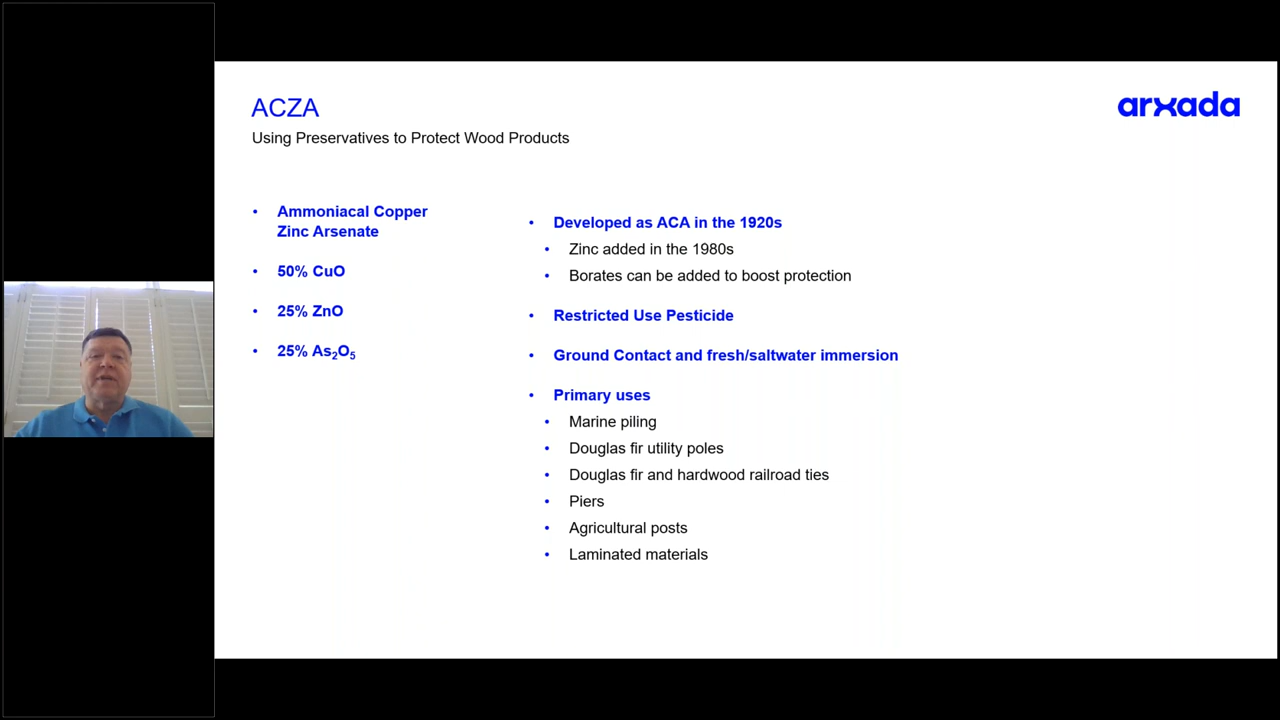 ACZA
arxada
Using Preservatives to Protect Wood Products
• Ammoniacal Copper
Zinc Arsenate
• 50% CuO
• 25% ZnO
• 25% As₂O₅
• Developed as ACA in the 1920s
• Zinc added in the 1980s
• Borates can be added to boost protection
• Restricted Use Pesticide
• Ground Contact and fresh/saltwater immersion
• Primary uses
• Marine piling
• Douglas fir utility poles
• Douglas fir and hardwood railroad ties
• Piers
• Agricultural posts
• Laminated materials